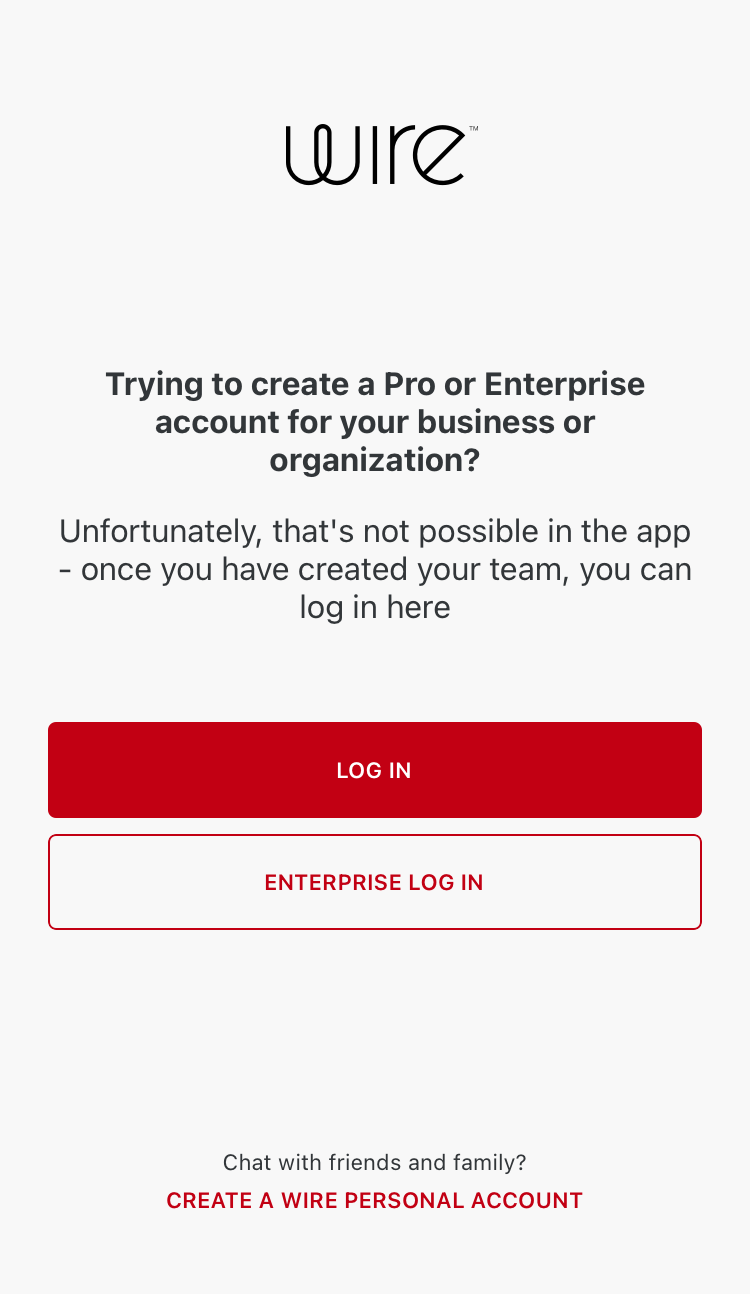 wire™
Trying to create a Pro or Enterprise
account for your business or
organization?
Unfortunately, that's not possible in the app
- once you have created your team, you can
log in here
LOG IN
ENTERPRISE LOG IN
Chat with friends and family?
CREATE A WIRE PERSONAL ACCOUNT